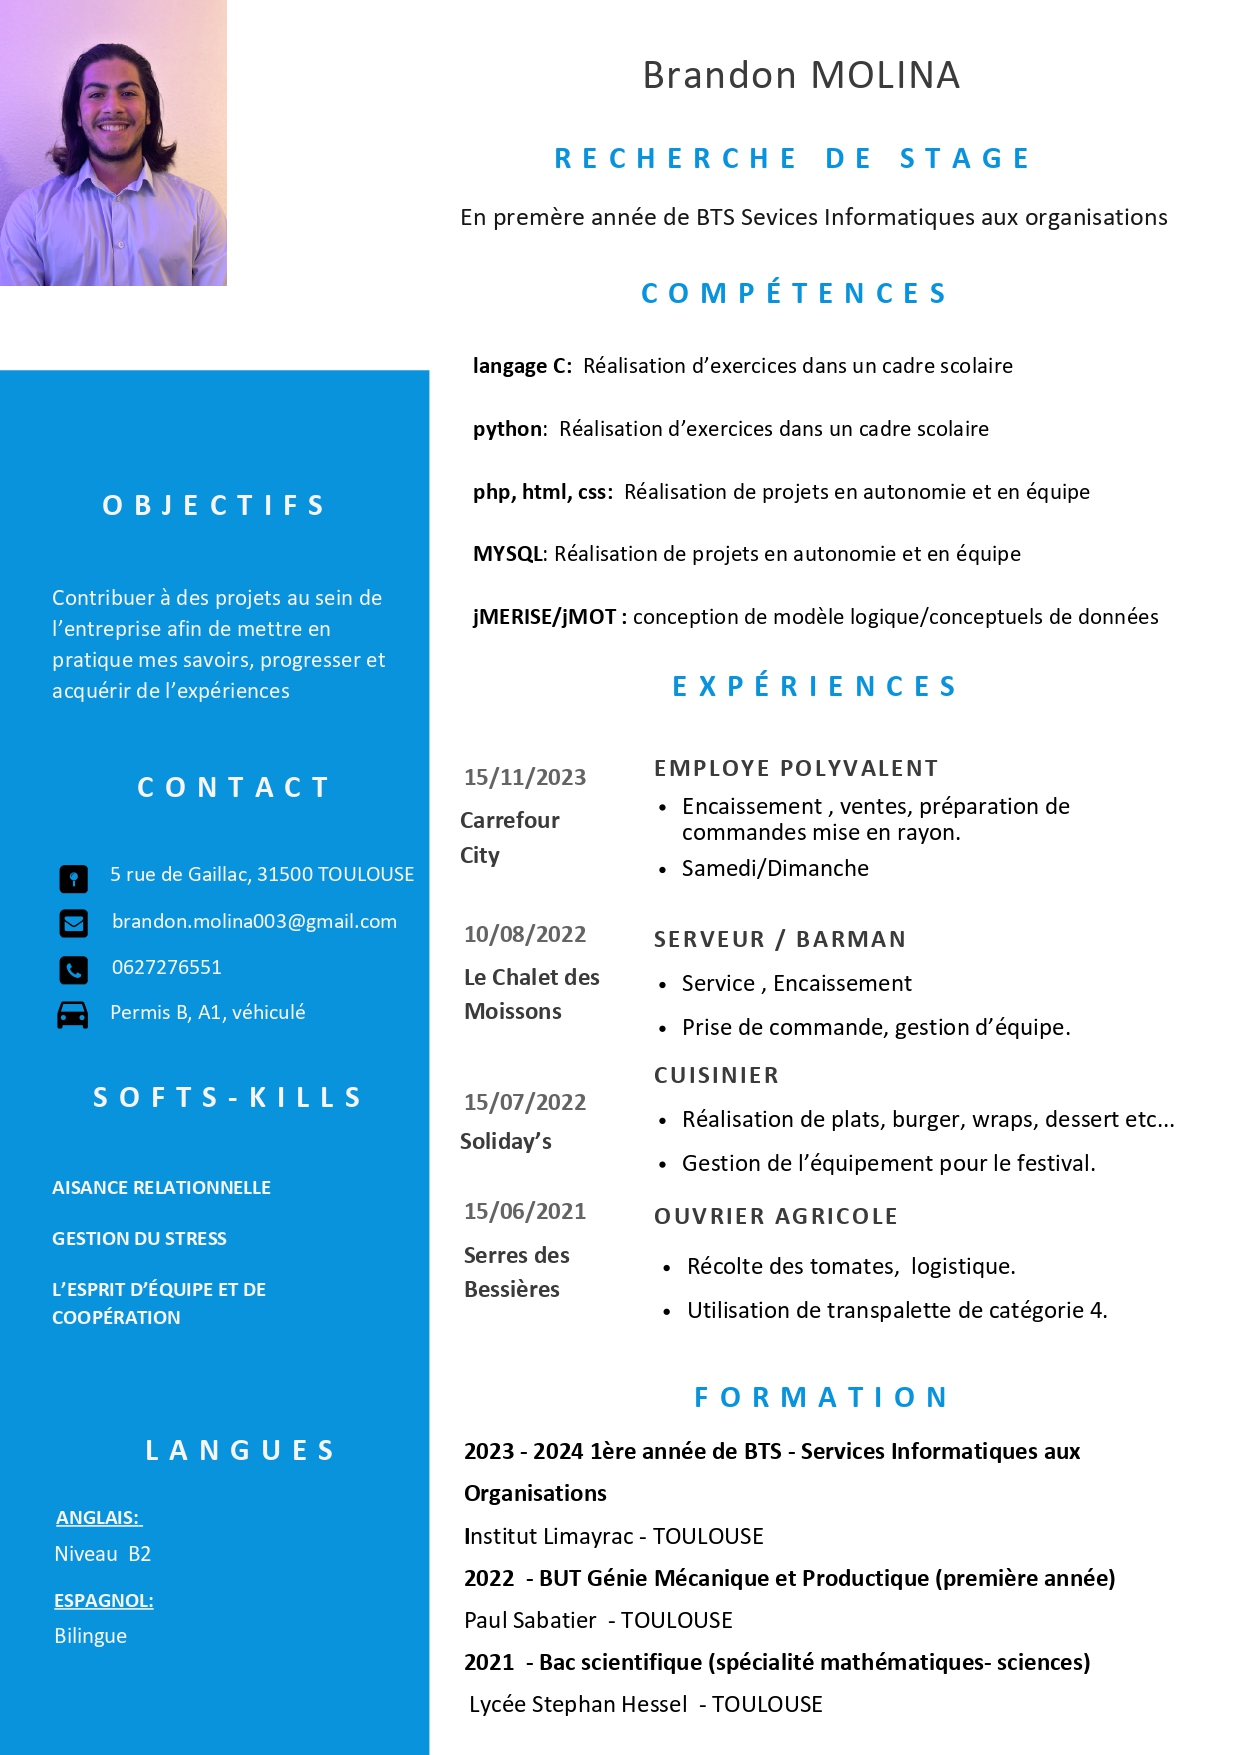 Brandon MOLINA
RECHERCHE DE STAGE
En premère année de BTS Sevices Informatiques aux organisations
COMPÉTENCES
langage C: Réalisation d’exercices dans un cadre scolaire
python: Réalisation d’exercices dans un cadre scolaire
php, html, css: Réalisation de projets en autonomie et en équipe
MYSQL: Réalisation de projets en autonomie et en équipe
jMERISE/jMOT : conception de modèle logique/conceptuels de données
OBJECTIFS
Contribuer à des projets au sein de
l’entreprise afin de mettre en
pratique mes savoirs, progresser et
acquérir de l’expériences
CONTACT
5 rue de Gaillac, 31500 TOULOUSE
brandon.molina003@gmail.com
0627276551
Permis B, A1, véhiculé
SOFTS-KILLS
AISANCE RELATIONNELLE
GESTION DU STRESS
L’ESPRIT D’ÉQUIPE ET DE
COOPÉRATION
LANGUES
ANGLAIS:
Niveau B2
ESPAGNOL:
Bilingue
EXPÉRIENCES
15/11/2023
Carrefour
City
EMPLOYE POLYVALENT
• Encaissement , ventes, préparation de
commandes mise en rayon.
• Samedi/Dimanche
10/08/2022
Le Chalet des
Moissons
SERVEUR / BARMAN
• Service , Encaissement
• Prise de commande, gestion d’équipe.
15/07/2022
Soliday’s
CUISINIER
• Réalisation de plats, burger, wraps, dessert etc...
• Gestion de l’équipement pour le festival.
15/06/2021
Serres des
Bessières
OUVRIER AGRICOLE
• Récolte des tomates, logistique.
• Utilisation de transpalette de catégorie 4.
FORMATION
2023 - 2024 1ère année de BTS - Services Informatiques aux
Organisations
Institut Limayrac - TOULOUSE
2022 - BUT Génie Mécanique et Productique (première année)
Paul Sabatier - TOULOUSE
2021 - Bac scientifique (spécialité mathématiques- sciences)
Lycée Stephan Hessel - TOULOUSE